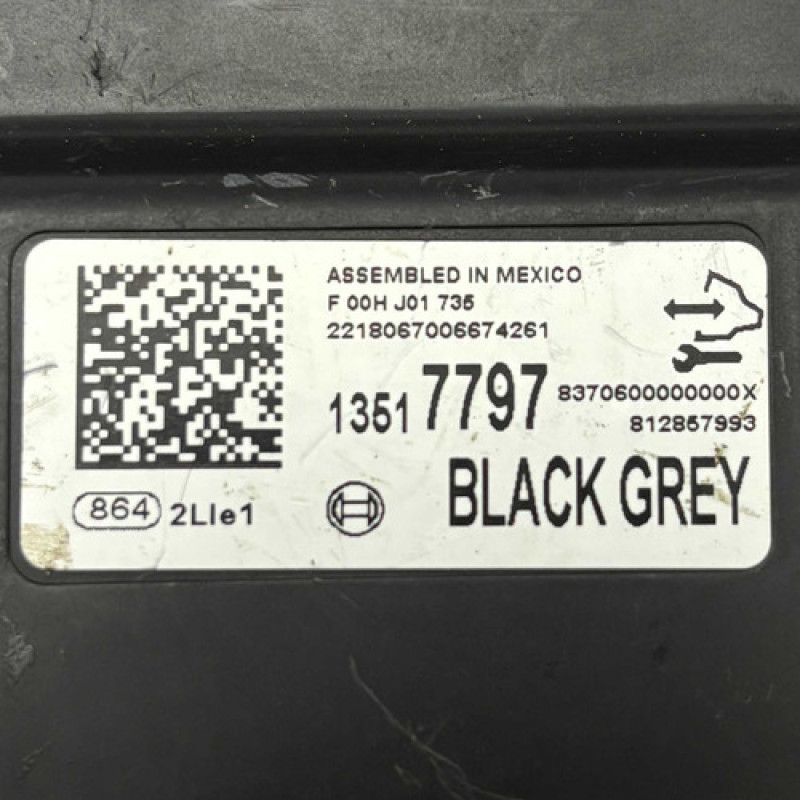 ASSEMBLED IN MEXICO
F 00H J01 735
2218067006674261
1351 7797
8370600000000X
812857993
864 2LIe1
BLACK GREY